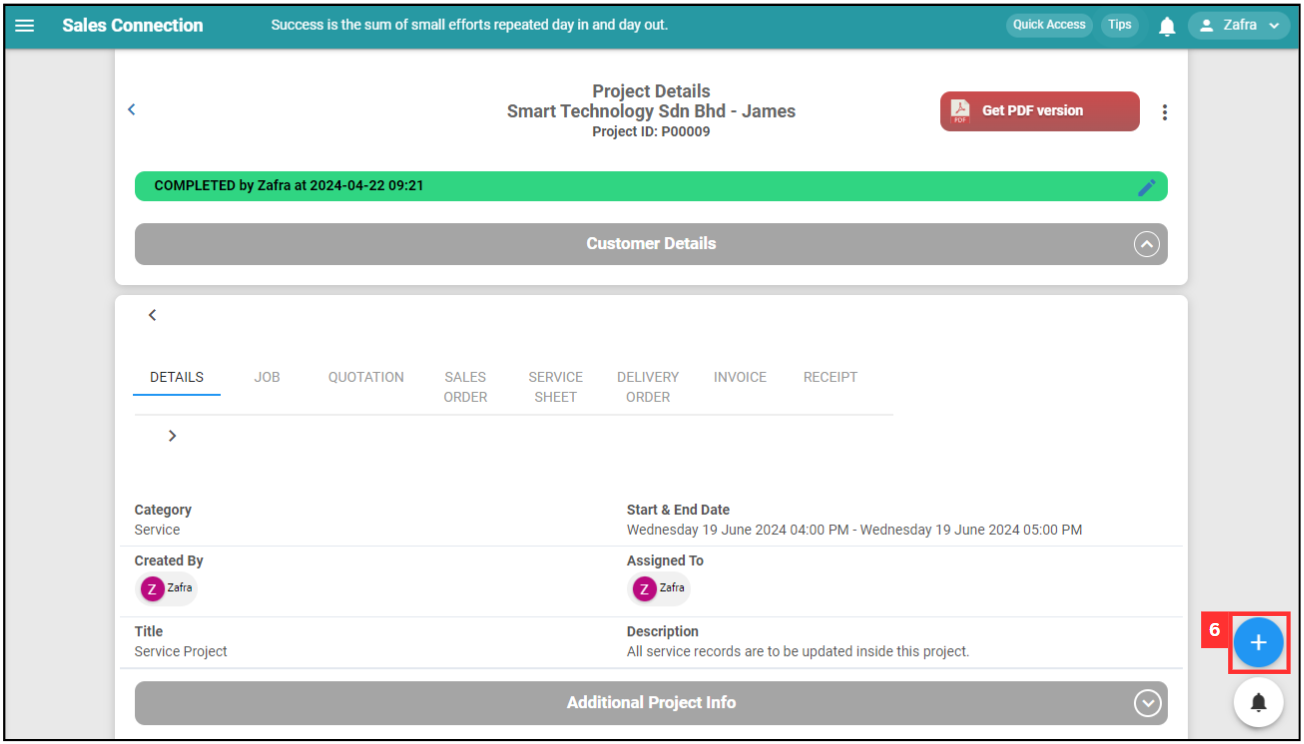 Sales Connection
Success is the sum of small efforts repeated day in and day out.
Quick Access
Tips
Zafra
Project Details
Smart Technology Sdn Bhd - James
Project ID: P00009
PDF
Get PDF version
COMPLETED by Zafra at 2024-04-22 09:21
Customer Details
DETAILS
JOB
QUOTATION
SALES
ORDER
SERVICE
SHEET
DELIVERY
ORDER
INVOICE
RECEIPT
Category
Service
Start & End Date
Wednesday 19 June 2024 04:00 PM - Wednesday 19 June 2024 05:00 PM
Created By
Z Zafra
Assigned To
Z Zafra
Title
Service Project
Description
All service records are to be updated inside this project.
6
Additional Project Info